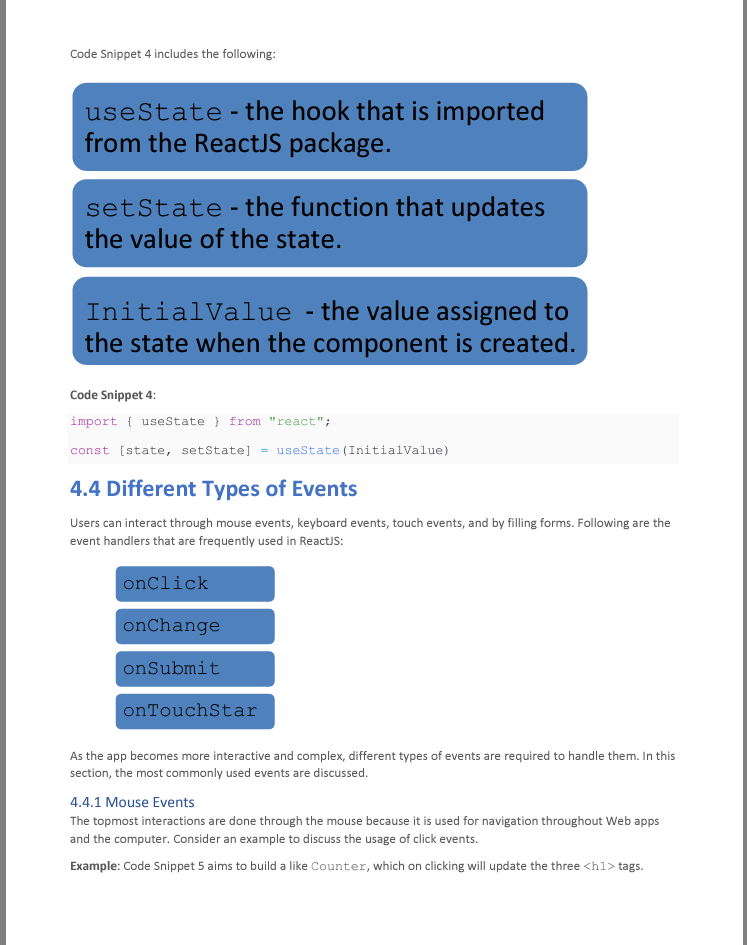 Code Snippet 4 includes the following:
useState - the hook that is imported
from the ReactJS package.
setState - the function that updates
the value of the state.
InitialValue - the value assigned to
the state when the component is created.
Code Snippet 4:
import { useState } from "react";
const [state, setState] = useState(InitialValue)
4.4 Different Types of Events
Users can interact through mouse events, keyboard events, touch events, and by filling forms. Following are the
event handlers that are frequently used in ReactJS:
onClick
onChange
onSubmit
onTouchStar
As the app becomes more interactive and complex, different types of events are required to handle them. In this
section, the most commonly used events are discussed.
4.4.1 Mouse Events
The topmost interactions are done through the mouse because it is used for navigation throughout Web apps
and the computer. Consider an example to discuss the usage of click events.
Example: Code Snippet 5 aims to build a like Counter, which on clicking will update the three <h1> tags.